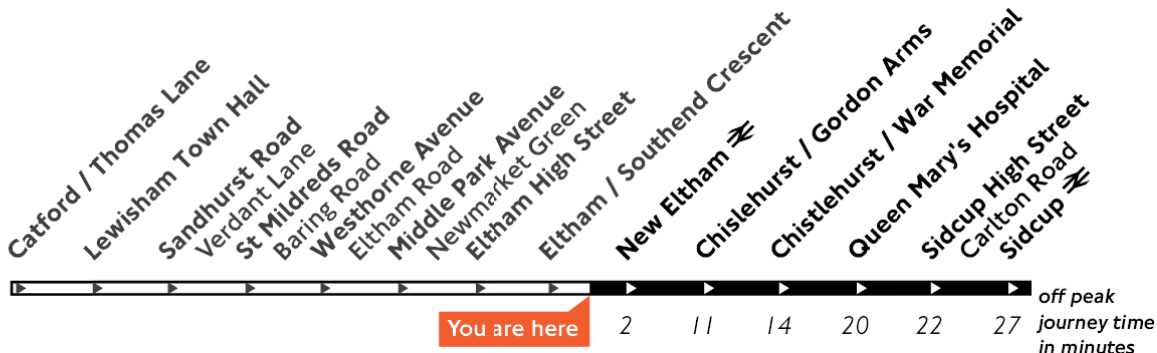 Catford / Thomas Lane
Lewisham Town Hall
Sandhurst Road
Verdant Lane
St Mildreds Road
Baring Road
Westhorne Avenue
Eltham Road
Middle Park Avenue
Newmarket Green
Eltham High Street
Eltham / Southend Crescent
New Eltham
Chislehurst / Gordon Arms
Chistlehurst / War Memorial
Queen Mary's Hospital
Sidcup High Street
Carlton Road
Sidcup
You are here
2 11 14 20 22 27
off peak
journey time
in minutes